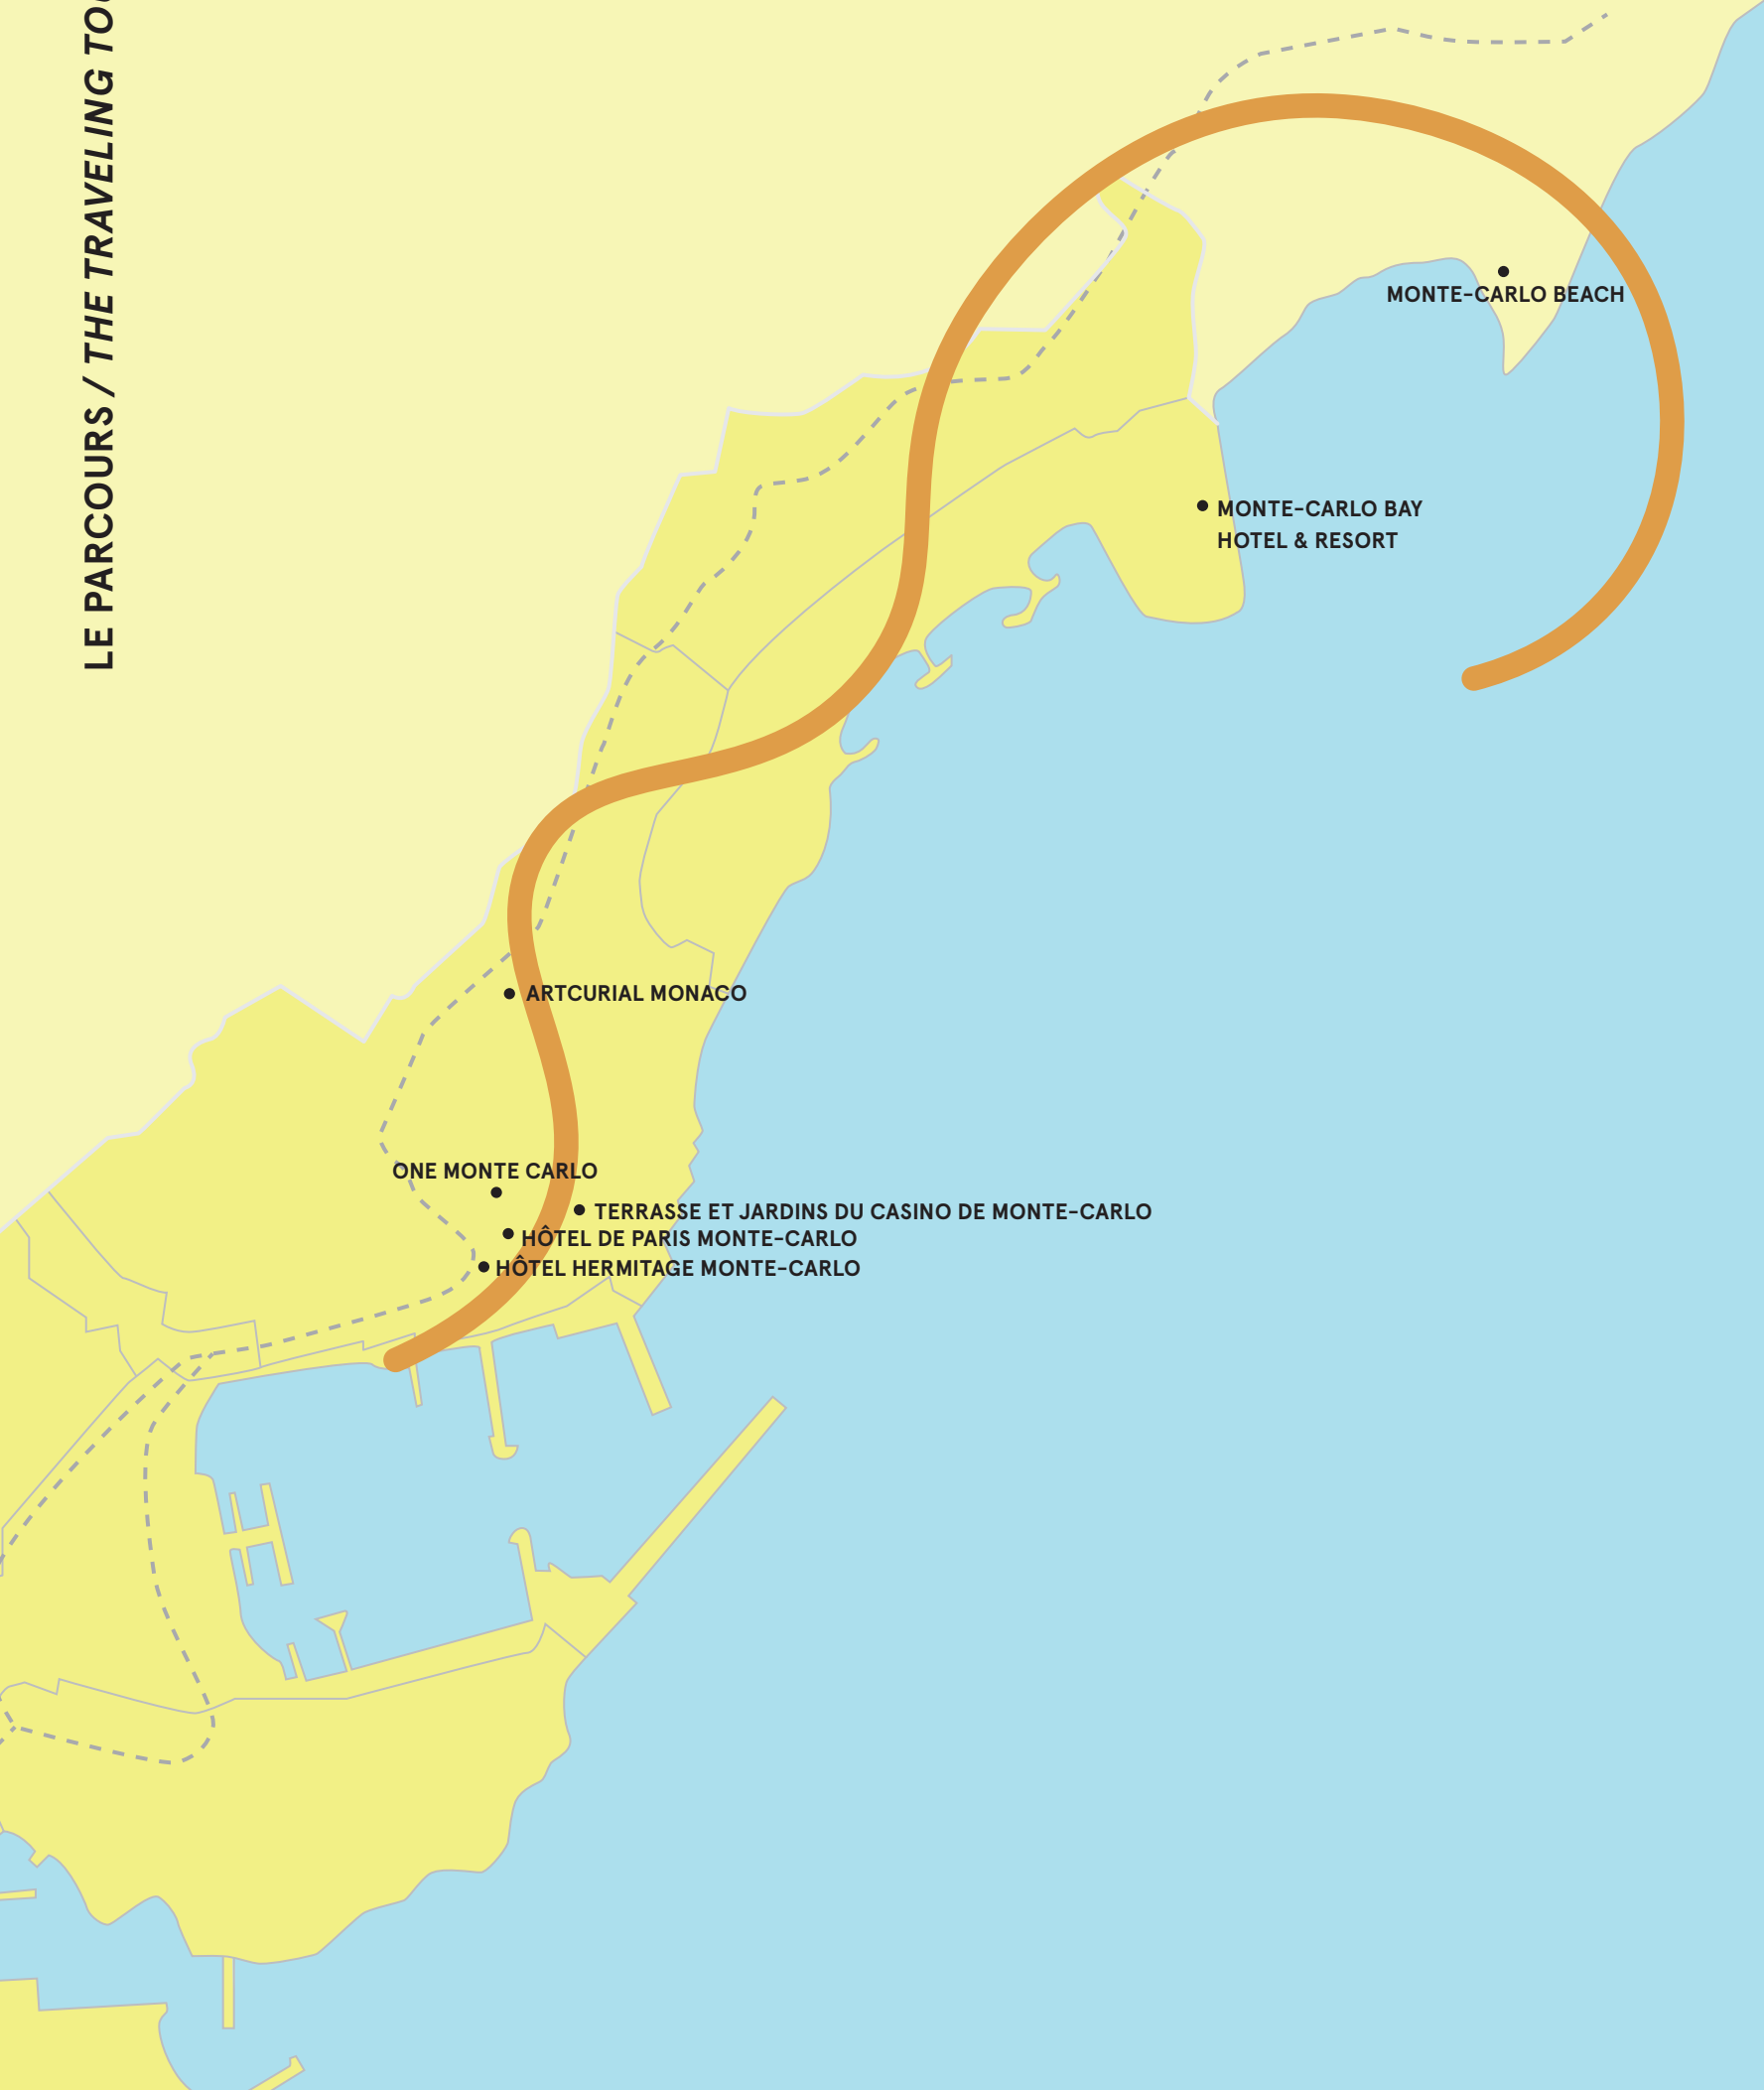 LE PARCOURS / THE TRAVELING
MONTE-CARLO BEACH
MONTE-CARLO BAY
HOTEL & RESORT
ARTCURIAL MONACO
ONE MONTE CARLO
TERRASSE ET JARDINS DU CASINO DE MONTE-CARLO
HÔTEL DE PARIS MONTE-CARLO
HÔTEL HERMITAGE MONTE-CARLO